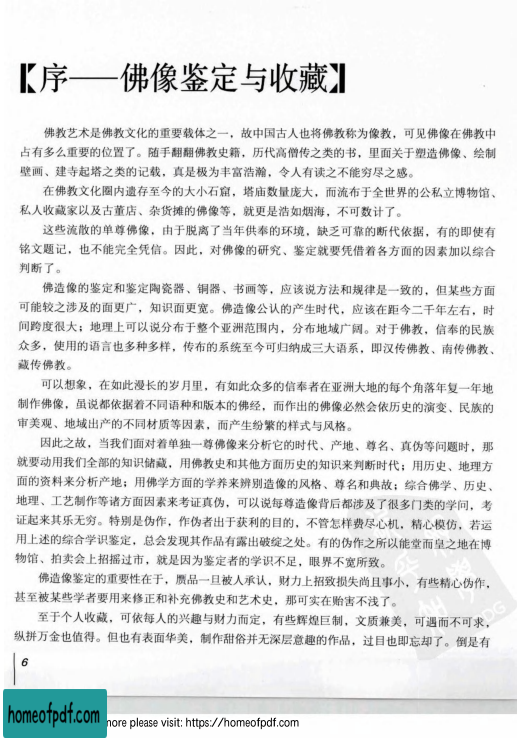 【序——佛像鉴定与收藏】
佛教艺术是佛教文化的重要载体之一，故中国古人也将佛教称为像教，可见佛像在佛教中
占有多么重要的位置了。随手翻翻佛教史籍，历代高僧传之类的书，里面关于塑造佛像、绘制
壁画、建寺起塔之类的记载，真是极为丰富浩瀚，令人有读之不能穷尽之感。
在佛教文化圈内遗存至今的大小石窟，塔庙数量庞大，而流布于全世界的公私立博物馆、
私人收藏家以及古董店、杂货摊的佛像等，就更是浩如烟海，不可数计了。
这些流散的单尊佛像，由于脱离了当年供奉的环境，缺乏可靠的断代依据，有的即使有
铭文题记，也不能完全凭信。因此，对佛像的研究、鉴定就要凭借着各方面的因素加以综合
判断了。
佛造像的鉴定和鉴定陶瓷器、铜器、书画等，应该说方法和规律是一致的，但某些方面
可能较之涉及的面更广，知识面更宽。佛造像公认的产生时代，应该在距今二千年左右，时
间跨度很大；地理上可以说分布于整个亚洲范围内，分布地域广阔。对于佛教，信奉的民族
众多，使用的语言也多种多样，传布的系统至今可归纳成三大语系，即汉传佛教、南传佛教、
藏传佛教。
可以想象，在如此漫长的岁月里，有如此众多的信奉者在亚洲大地的每个角落年复一年地
制作佛像，虽说都依据着不同语种和版本的佛经，而作出的佛像必然会依历史的演变、民族的
审美观、地域出产的不同材质等因素，而产生纷繁的样式与风格。
因此之故，当我们面对着单独一尊佛像来分析它的时代、产地、尊名、真伪等问题时，那
就要动用我们全部的知识储藏，用佛教史和其他方面历史的知识来判断时代；用历史、地理方
面的资料来分析产地；用佛学方面的学养来辨别造像的风格、尊名和典故；综合佛学、历史、
地理、工艺制作等诸方面因素来考证真伪，可以说每尊造像背后都涉及了很多门类的学问，考
证起来其乐无穷。特别是伪作，作伪者出于获利的目的，不管怎样费尽心机，精心模仿，若运
用上述的综合学识鉴定，总会发现其作品有露出破绽之处。有的伪作之所以能堂而皇之地在博
物馆、拍卖会上招摇过市，就是因为鉴定者的学识不足，眼界不宽所致。
佛造像鉴定的重要性在于，赝品一旦被人承认，财力上招致损失尚且事小，有些精心伪作，
甚至被某些学者要用来修正和补充佛教史和艺术史，那可实在贻害不浅了。
至于个人收藏，可依每人的兴趣与财力而定，有些辉煌巨制，文质兼美，可遇而不可求，
纵拼万金也值得。但也有表面华美，制作甜俗并无深层意趣的作品，过目也即忘却了。倒是有
6
homeofpdf.com
more please visit: https://homeofpdf.com